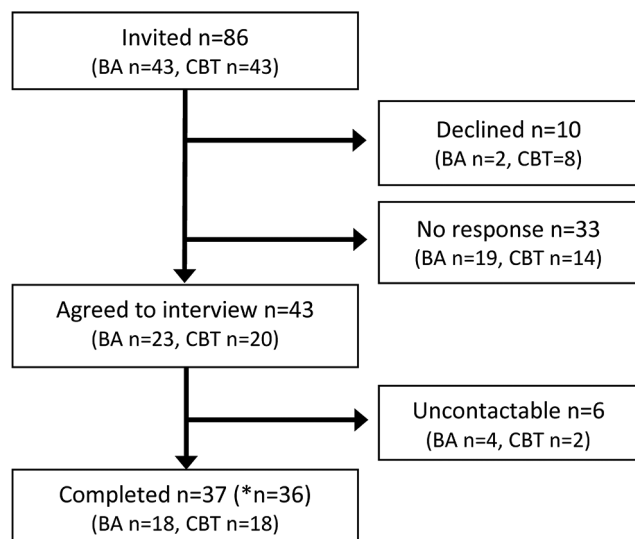 Invited n=86
(BA n=43, CBT n=43)
Declined n=10
(BA n=2, CBT=8)
No response n=33
(BA n=19, CBT n=14)
Agreed to interview n=43
(BA n=23, CBT n=20)
Uncontactable n=6
(BA n=4, CBT n=2)
Completed n=37 (*n=36)
(BA n=18, CBT n=18)